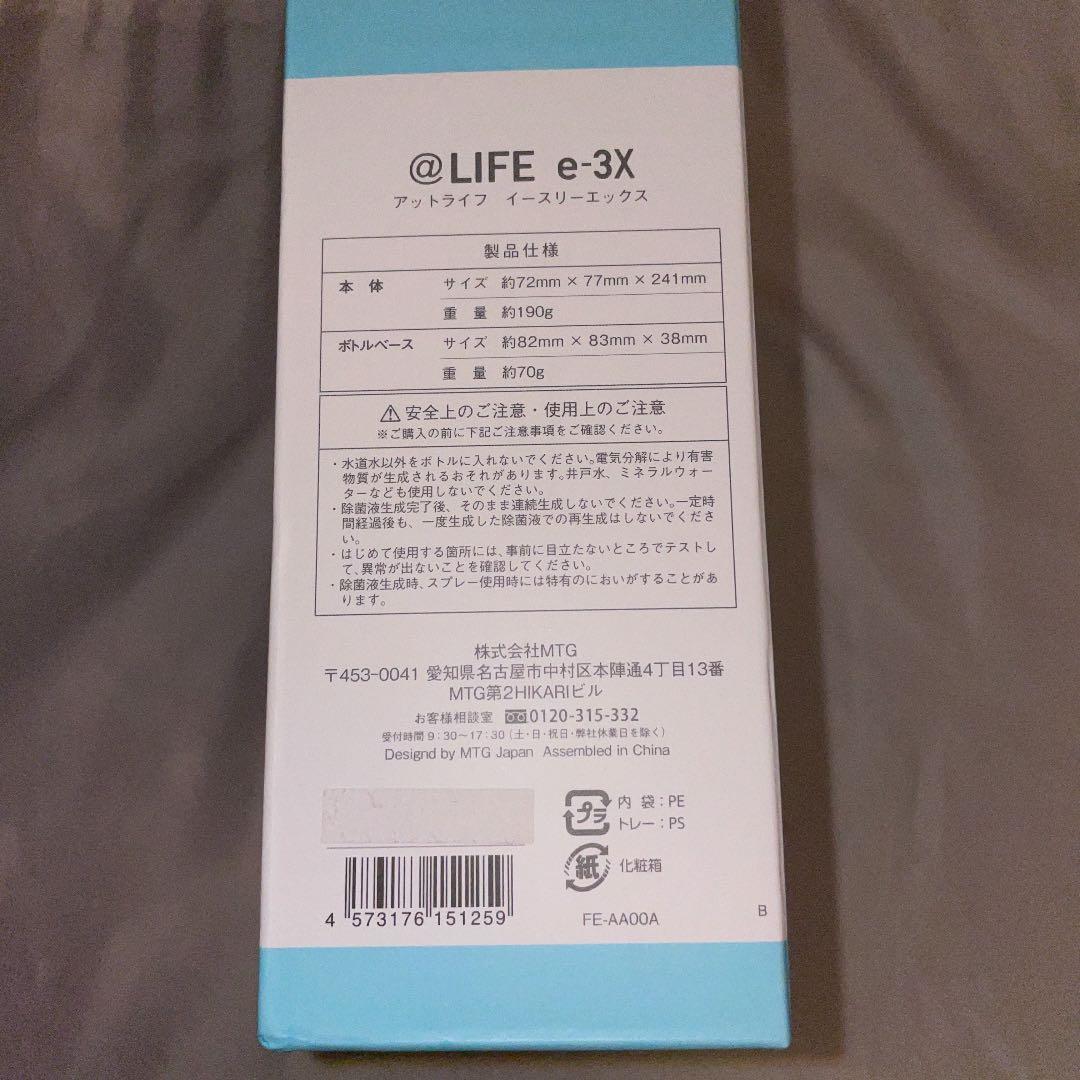 @LIFE e-3X
アットライフ イースリーエックス
製品仕様
本 体 サイズ 約72mm × 77mm × 241mm
重 量 約190g
ボトルベース サイズ 約82mm × 83mm × 38mm
重 量 約70g
⚠安全上のご注意・使用上のご注意
※ご購入の前に下記ご注意事項をご確認ください。
・水道水以外をボトルに入れないでください。電気分解により有害
物質が生成されるおそれがあります。井戸水、ミネラルウォー
ターなども使用しないでください。
・除菌液生成完了後、そのまま連続生成しないでください。一定時
間経過後も、一度生成した除菌液での再生成はしないでくださ
い。
・はじめて使用する箇所には、事前に目立たないところでテストし
て、異常が出ないことを確認してください。
・除菌液生成時、スプレー使用時には特有のにおいがすることがあ
ります。
株式会社MTG
〒453-0041 愛知県名古屋市中村区本陣通4丁目13番
MTG第2HIKARIビル
お客様相談室 0120-315-332
受付時間 9：30〜17：30（土・日・祝日・弊社休業日を除く）
Designd by MTG Japan Assembled in China
プラ 内 袋：PE
トレー：PS
紙 化粧箱
4 573176 151259
FE-AA00A
B